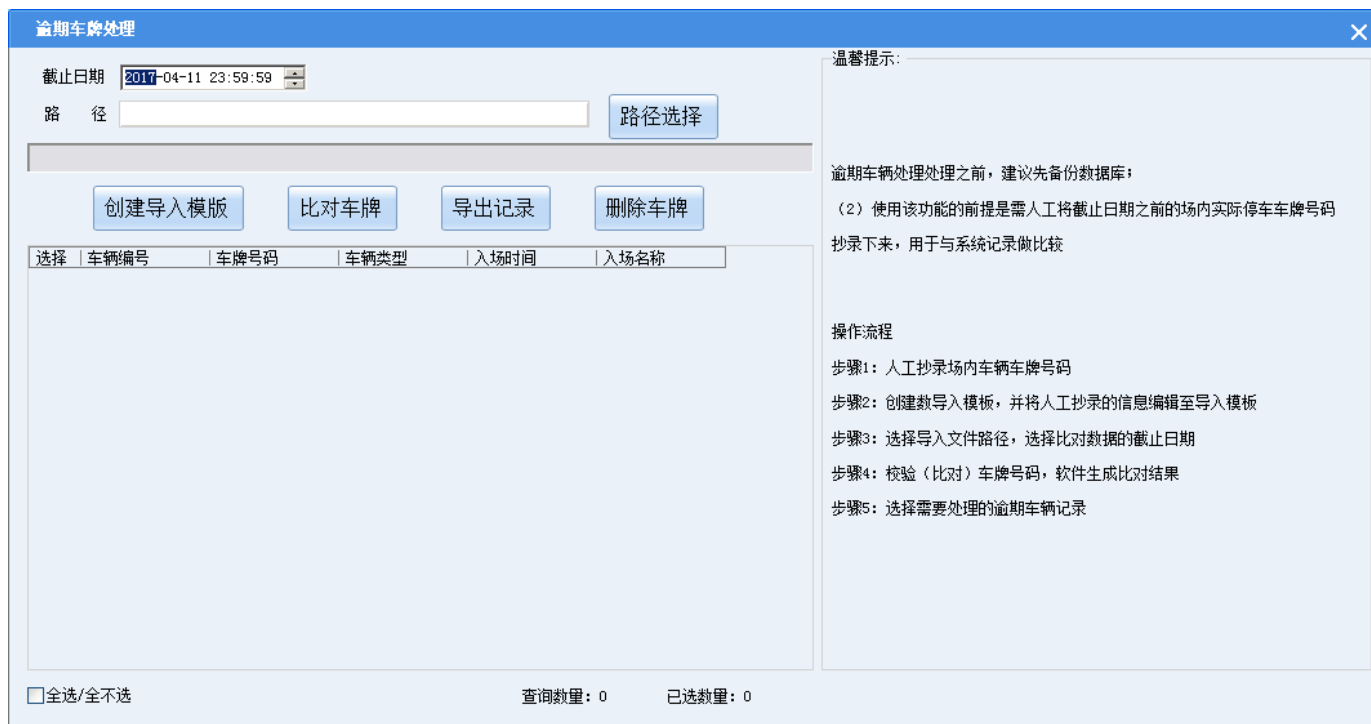 逾期车牌处理
截止日期 2017-04-11 23:59:59
路 径 路径选择
创建导入模版 比对车牌 导出记录 删除车牌
选择 车辆编号 车牌号码 车辆类型 入场时间 入场名称
全选/全不选 查询数量: 0 已选数量: 0
温馨提示:
逾期车辆处理处理之前，建议先备份数据库；
（2）使用该功能的前提是需人工将截止日期之前的场内实际停车车牌号码
抄录下来，用于与系统记录做比较
操作流程
步骤1: 人工抄录场内车辆车牌号码
步骤2: 创建数导入模板，并将人工抄录的信息编辑至导入模板
步骤3: 选择导入文件路径，选择比对数据的截止日期
步骤4: 校验（比对）车牌号码，软件生成比对结果
步骤5: 选择需要处理的逾期车辆记录